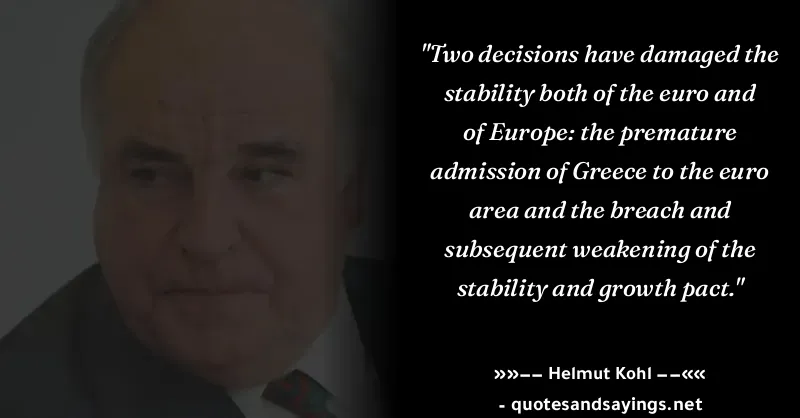 "Two decisions have damaged the
stability both of the euro and
of Europe: the premature
admission of Greece to the euro
area and the breach and
subsequent weakening of the
stability and growth pact."
»»–– Helmut Kohl ––««
- quotesandsayings.net